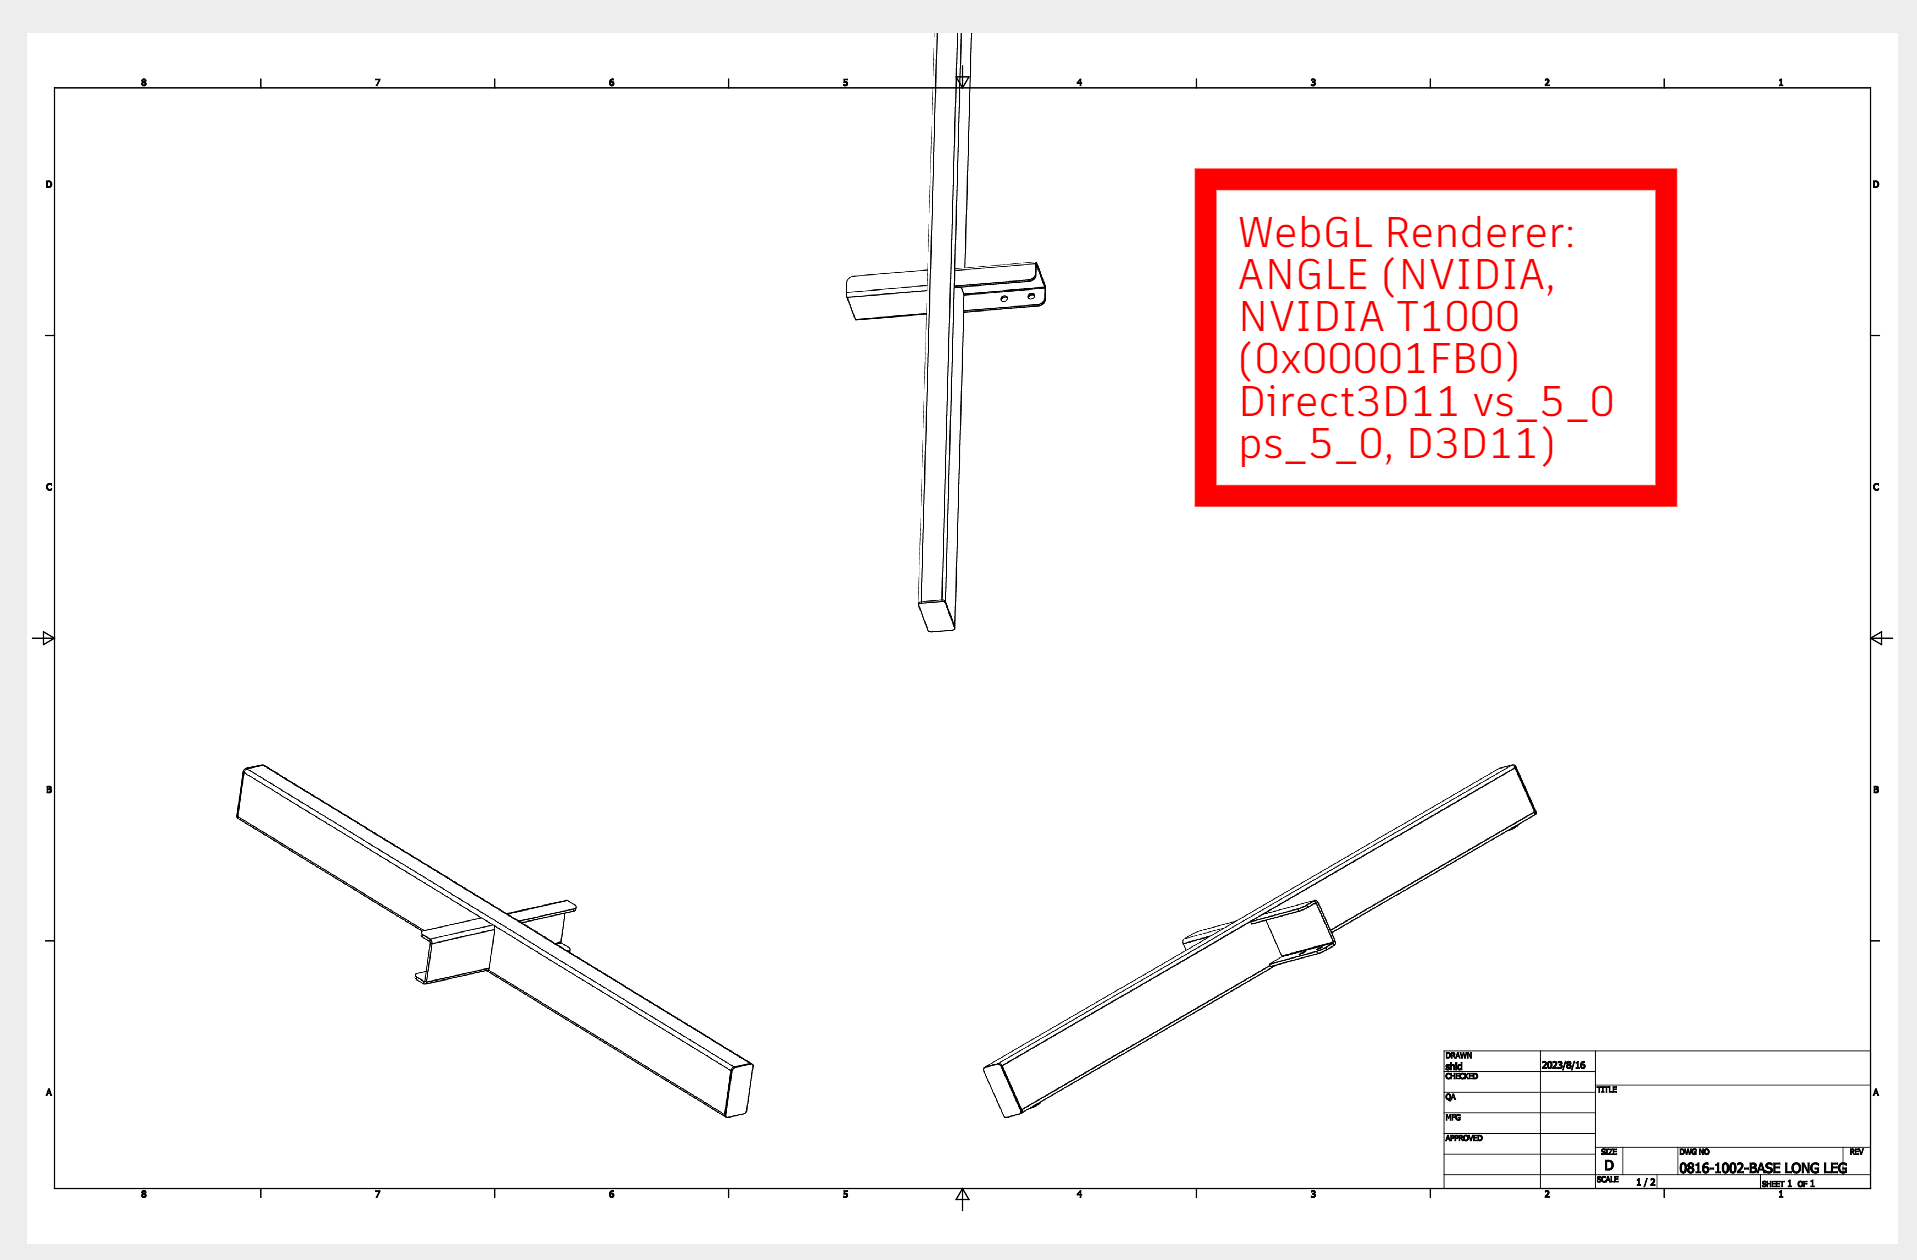 8 7 6 5 4 3 2 1
D D
WebGL Renderer:
ANGLE (NVIDIA,
NVIDIA T1000
(0x00001FB0)
Direct3D11 vs_5_0
ps_5_0, D3D11)
C C
B B
A A
DRAWN
shid 2023/8/16
CHECKED
QA
MFG
APPROVED
TITLE
SIZE
D
DWG NO
0816-1002-BASE LONG LEG
REV
SCALE 1 / 2
SHEET 1 OF 1
8 7 6 5 4 3 2 1